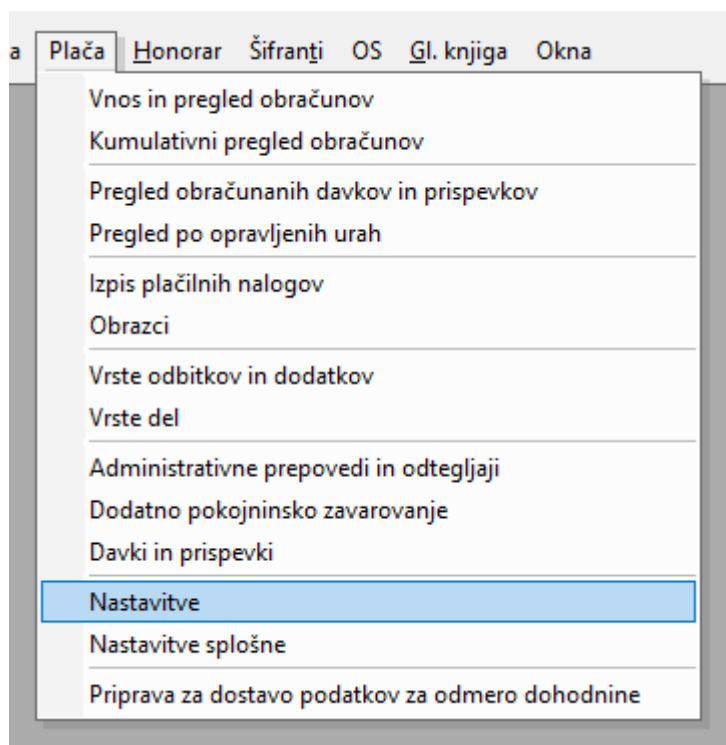 a Plača Honorar Šifranti OS Gl. knjiga Okna
Vnos in pregled obračunov
Kumulativni pregled obračunov
Pregled obračunanih davkov in prispevkov
Pregled po opravljenih urah
Izpis plačilnih nalogov
Obrazci
Vrste odbitkov in dodatkov
Vrste del
Administrativne prepovedi in odtegljaji
Dodatno pokojninsko zavarovanje
Davki in prispevki
Nastavitve
Nastavitve splošne
Priprava za dostavo podatkov za odmero dohodnine